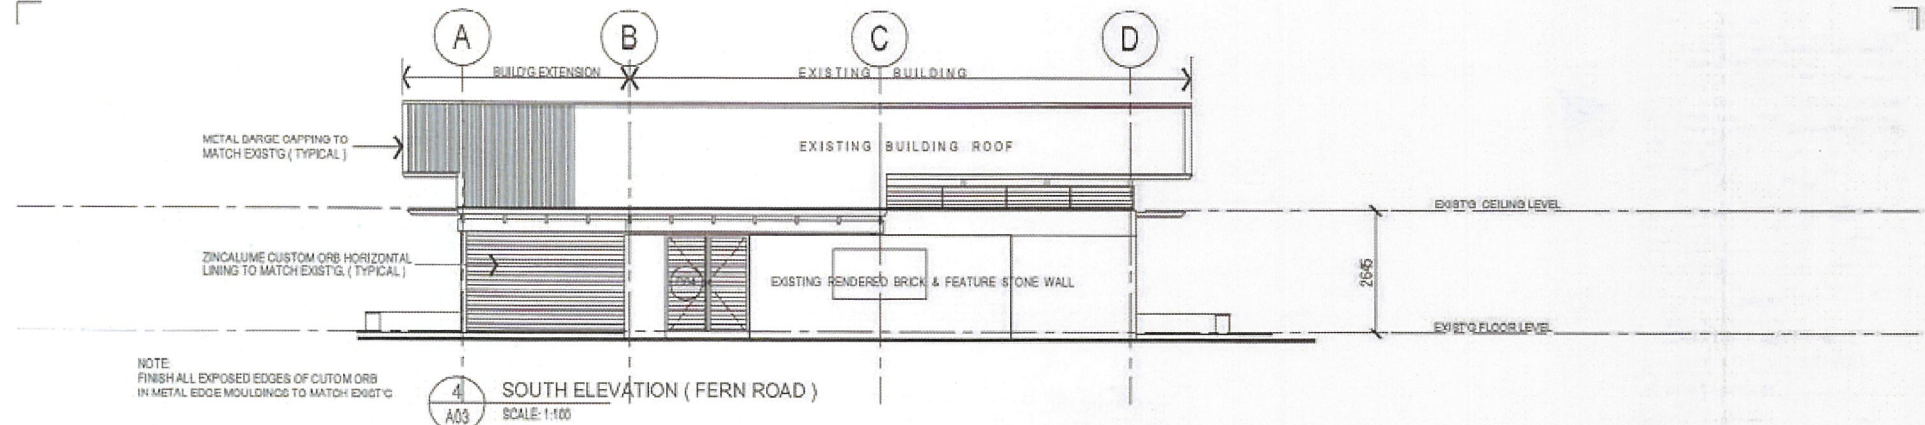 A B C D
BUILD'G EXTENSION
EXISTING BUILDING
METAL BARGE CAPPING TO
MATCH EXIST'G ( TYPICAL )
EXISTING BUILDING ROOF
EXIST'G CEILING LEVEL
ZINCALUME CUSTOM ORB HORIZONTAL
LINING TO MATCH EXIST'G. ( TYPICAL )
EXISTING RENDERED BRICK & FEATURE STONE WALL
2645
EXIST'G FLOOR LEVEL
NOTE:
FINISH ALL EXPOSED EDGES OF CUTOM ORB
IN METAL EDGE MOULDINGS TO MATCH EXIST'G
4
A03
SOUTH ELEVATION ( FERN ROAD )
SCALE: 1:100